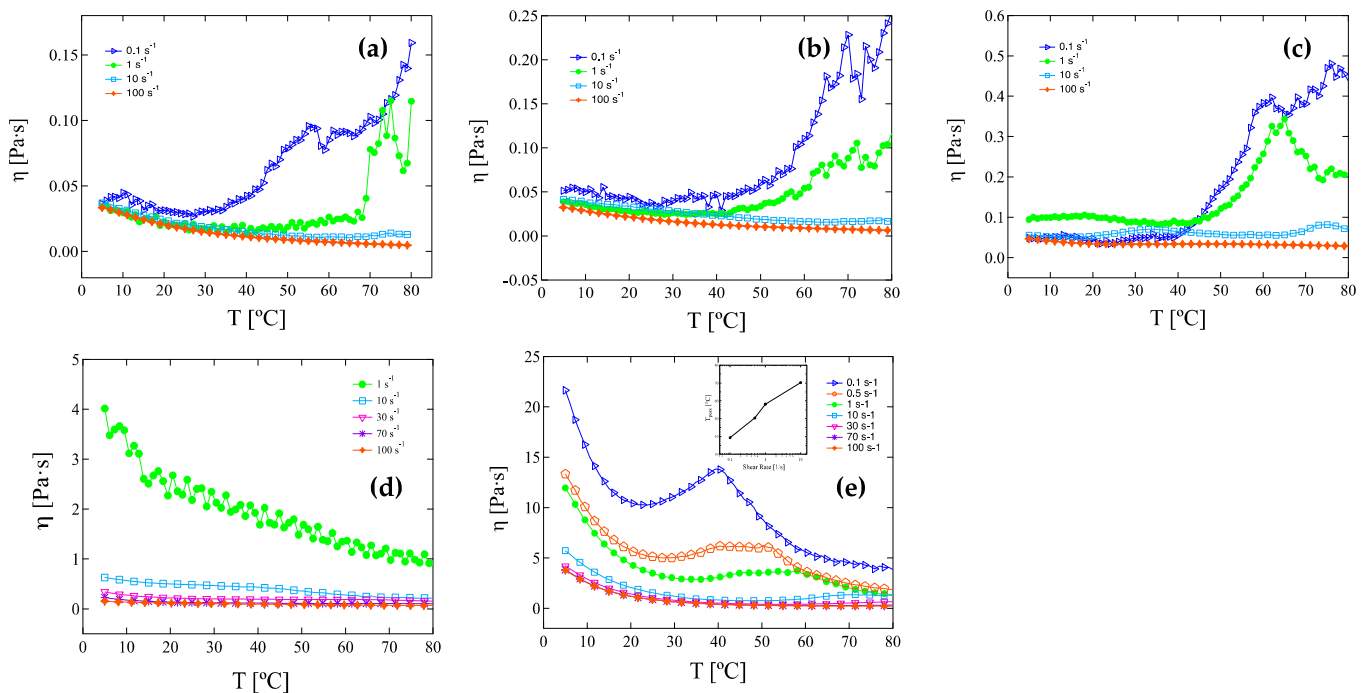 (a)
0.1 s⁻¹
1 s⁻¹
10 s⁻¹
100 s⁻¹
η [Pa·s]
0.15
0.10
0.05
0.00
0 10 20 30 40 50 60 70 80
T [ºC]
(b)
0.1 s⁻¹
1 s⁻¹
10 s⁻¹
100 s⁻¹
η [Pa·s]
0.25
0.20
0.15
0.10
0.05
0.00
-0.05
0 10 20 30 40 50 60 70 80
T [ºC]
(c)
0.1 s⁻¹
1 s⁻¹
10 s⁻¹
100 s⁻¹
η [Pa·s]
0.6
0.5
0.4
0.3
0.2
0.1
0.0
0 10 20 30 40 50 60 70 80
T [ºC]
(d)
1 s⁻¹
10 s⁻¹
30 s⁻¹
70 s⁻¹
100 s⁻¹
η [Pa·s]
5
4
3
2
1
0
0 10 20 30 40 50 60 70 80
T [ºC]
(e)
0.1 s-1
0.5 s-1
1 s-1
10 s-1
30 s-1
70 s-1
100 s-1
η [Pa·s]
25
20
15
10
5
0
0 10 20 30 40 50 60 70 80
T [ºC]
Shear Rate [1/s]